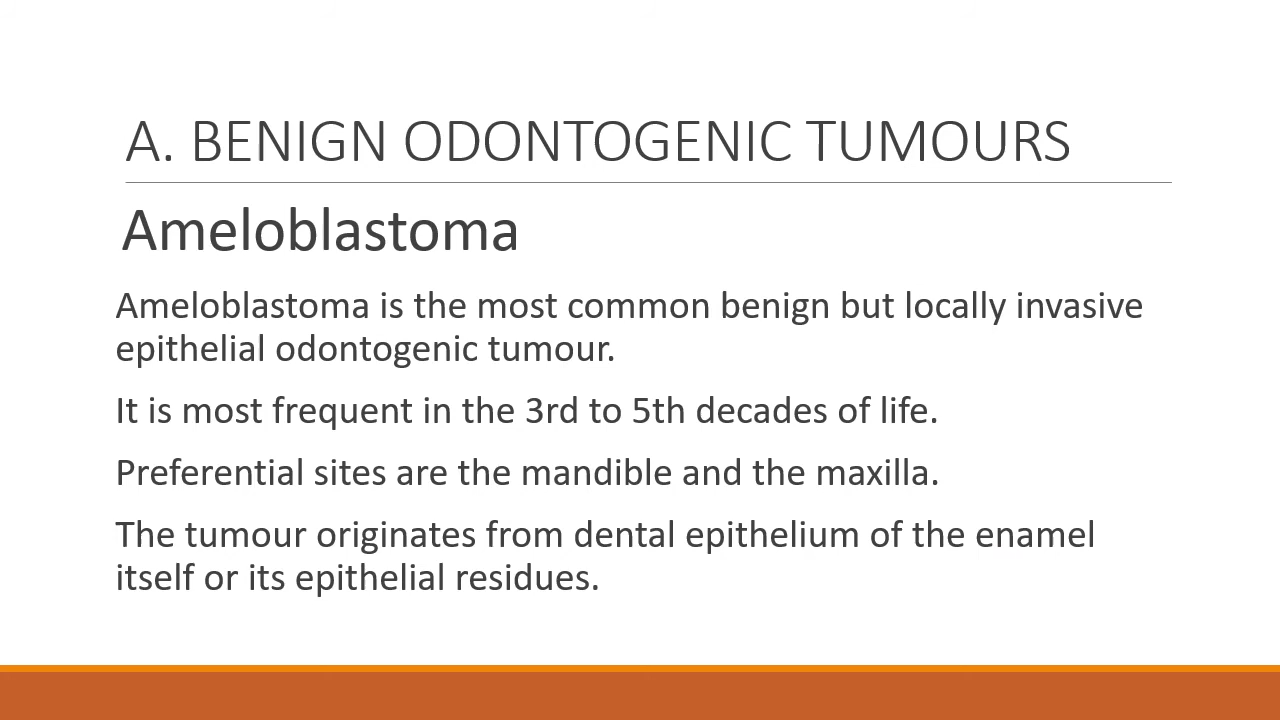 A. BENIGN ODONTOGENIC TUMOURS
Ameloblastoma
Ameloblastoma is the most common benign but locally invasive
epithelial odontogenic tumour.
It is most frequent in the 3rd to 5th decades of life.
Preferential sites are the mandible and the maxilla.
The tumour originates from dental epithelium of the enamel
itself or its epithelial residues.